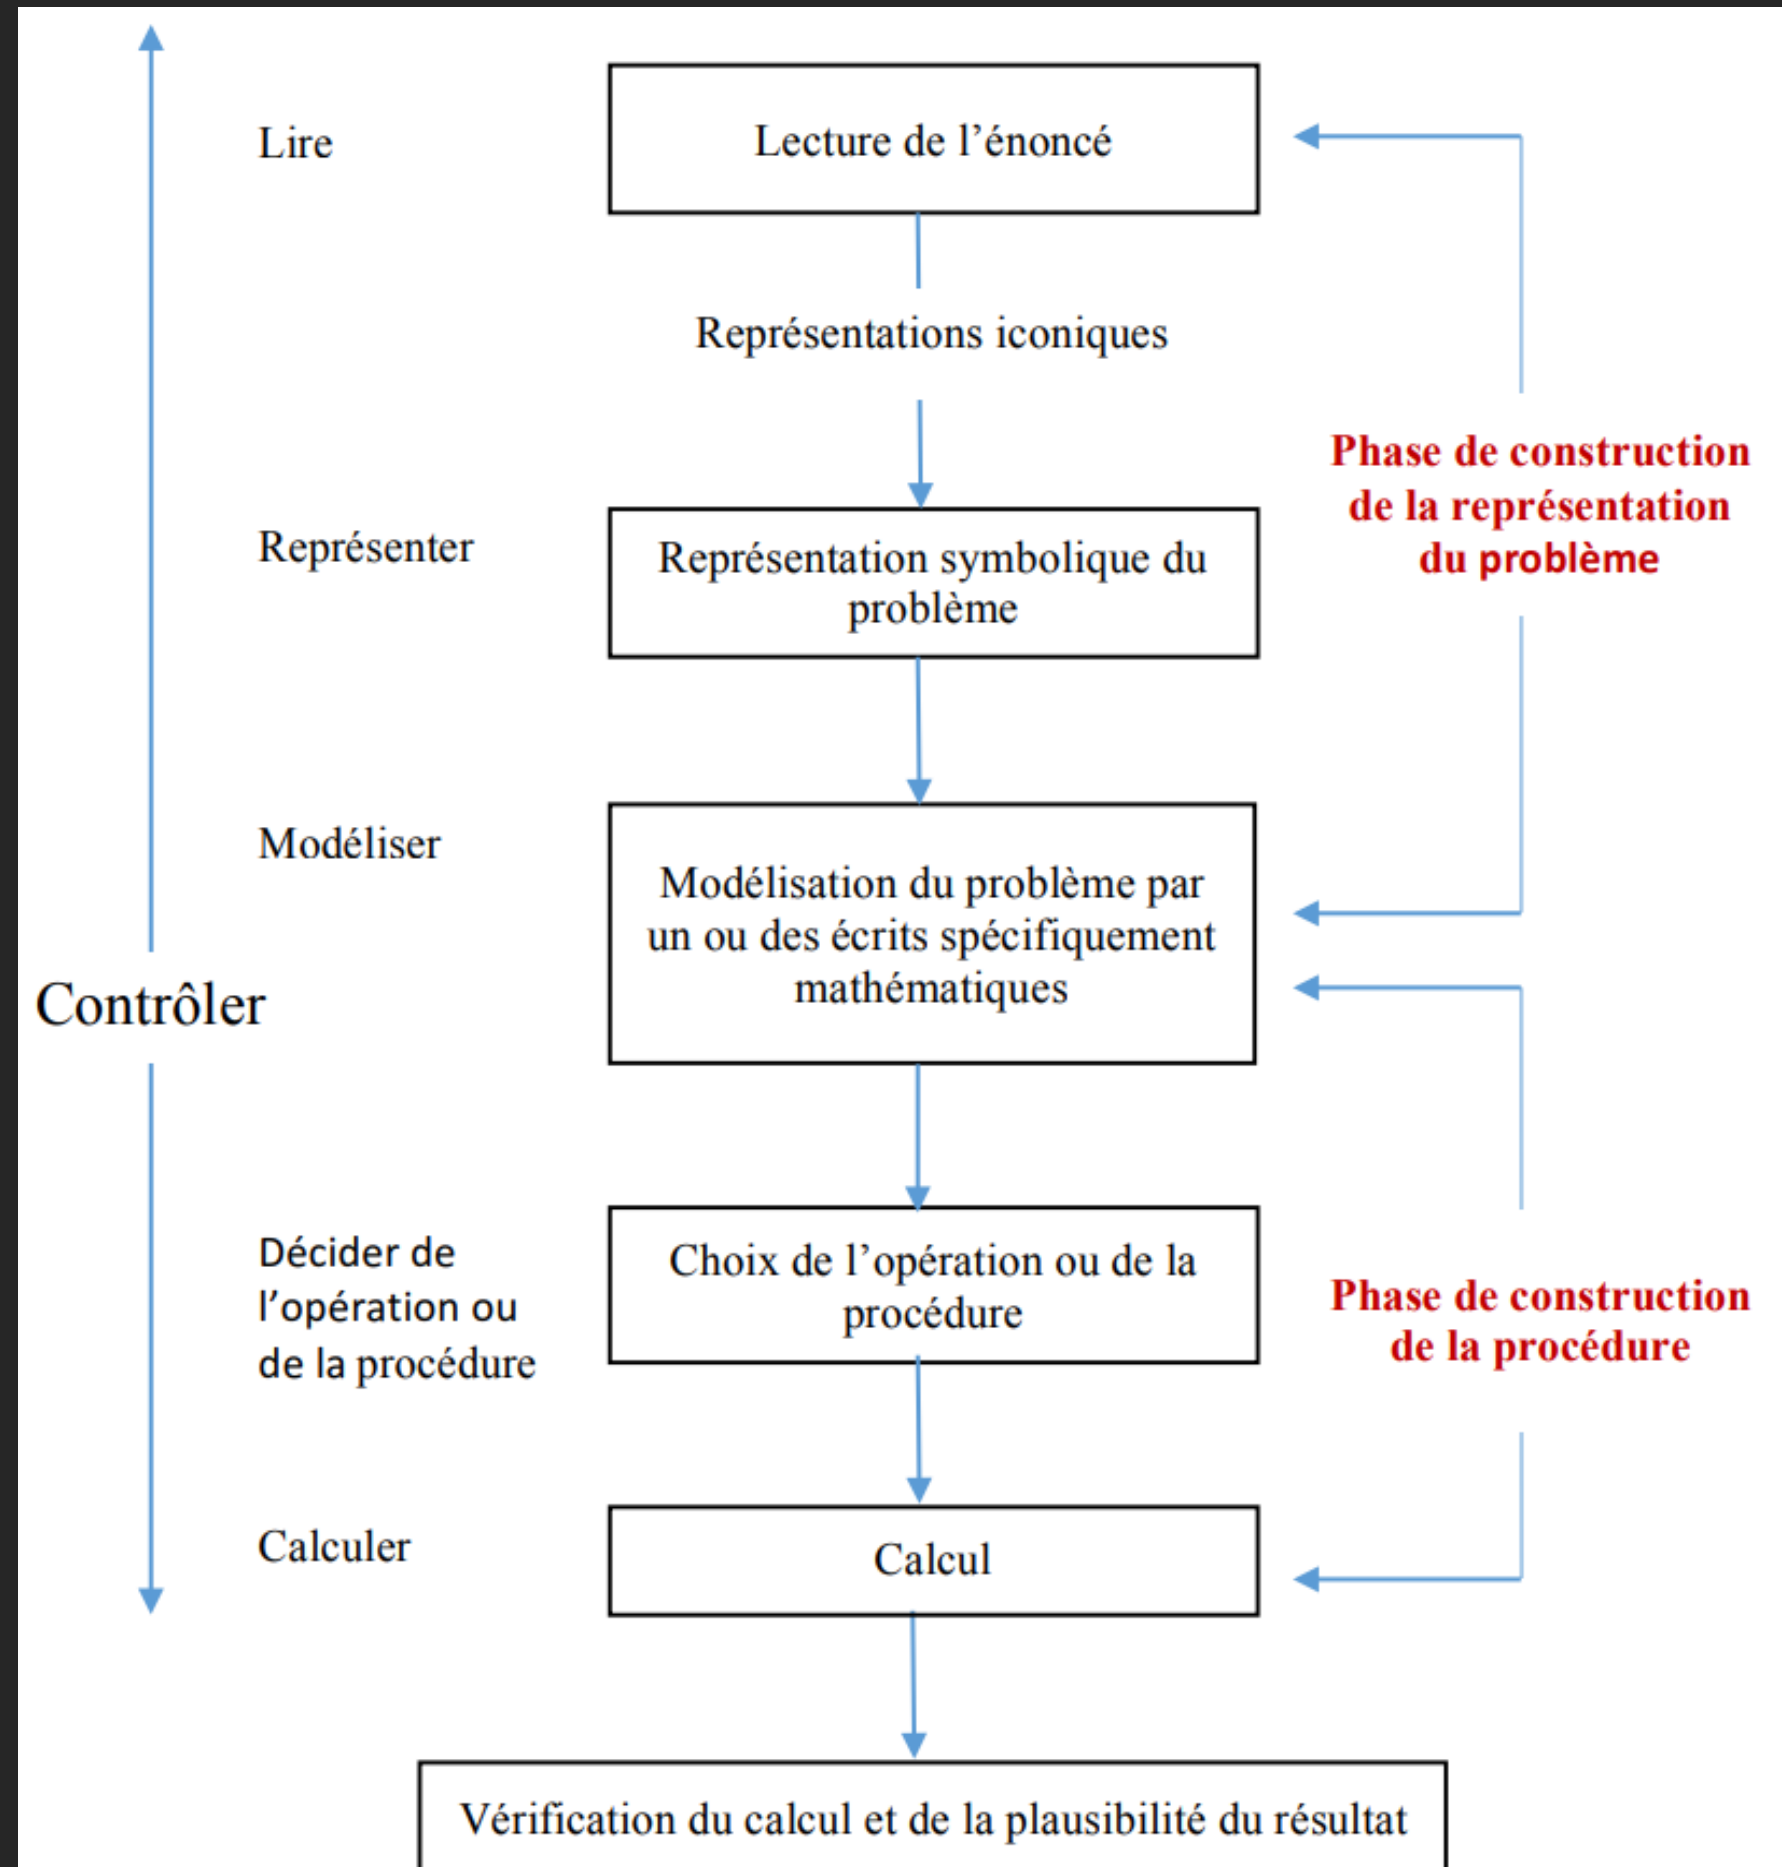 Lire
Lecture de l’énoncé
Représentations iconiques
Phase de construction
de la représentation
du problème
Représenter
Représentation symbolique du
problème
Modéliser
Modélisation du problème par
un ou des écrits spécifiquement
mathématiques
Contrôler
Décider de
l’opération ou
de la procédure
Choix de l’opération ou de la
procédure
Phase de construction
de la procédure
Calculer
Calcul
Vérification du calcul et de la plausibilité du résultat